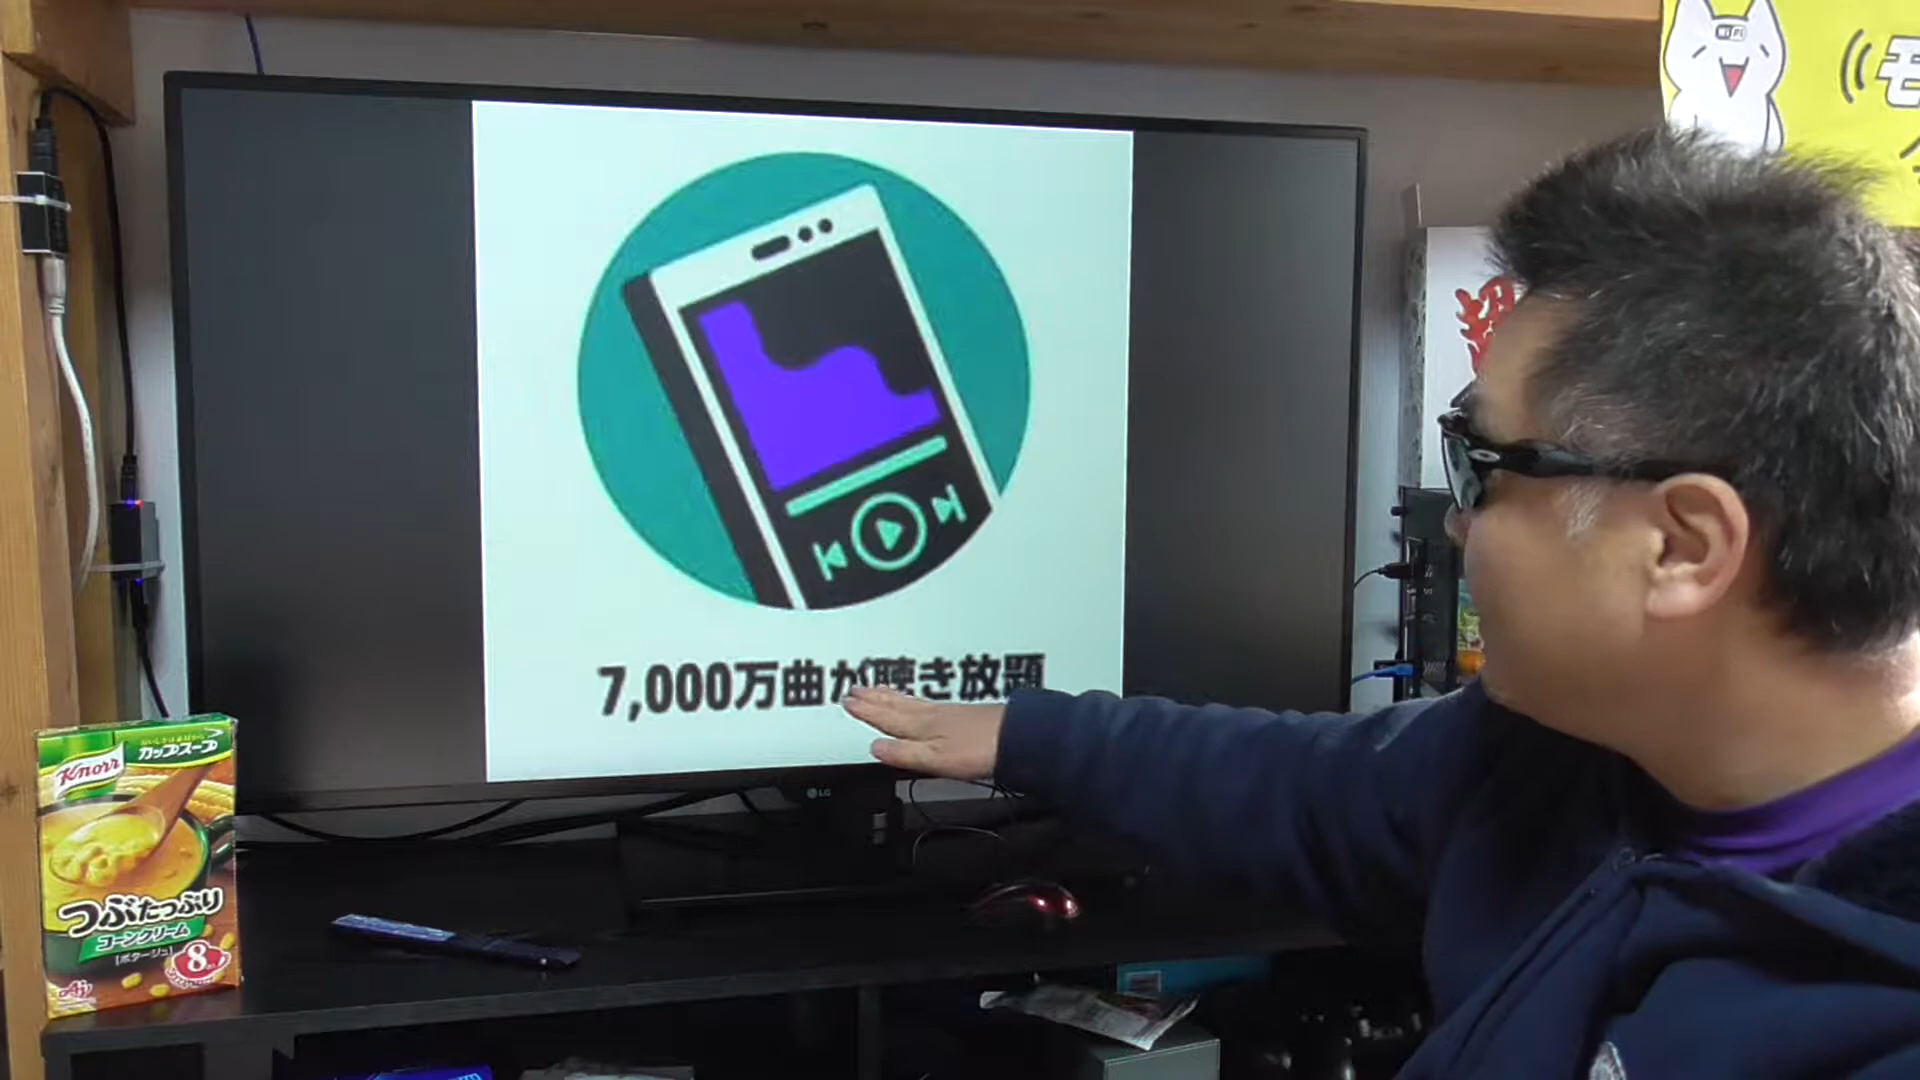 WiFi
モ
7,000万曲が聴き放題
LG
Knorr
カップスープ
つぶたっぷり
コーンクリーム
[ポタージュ]
8